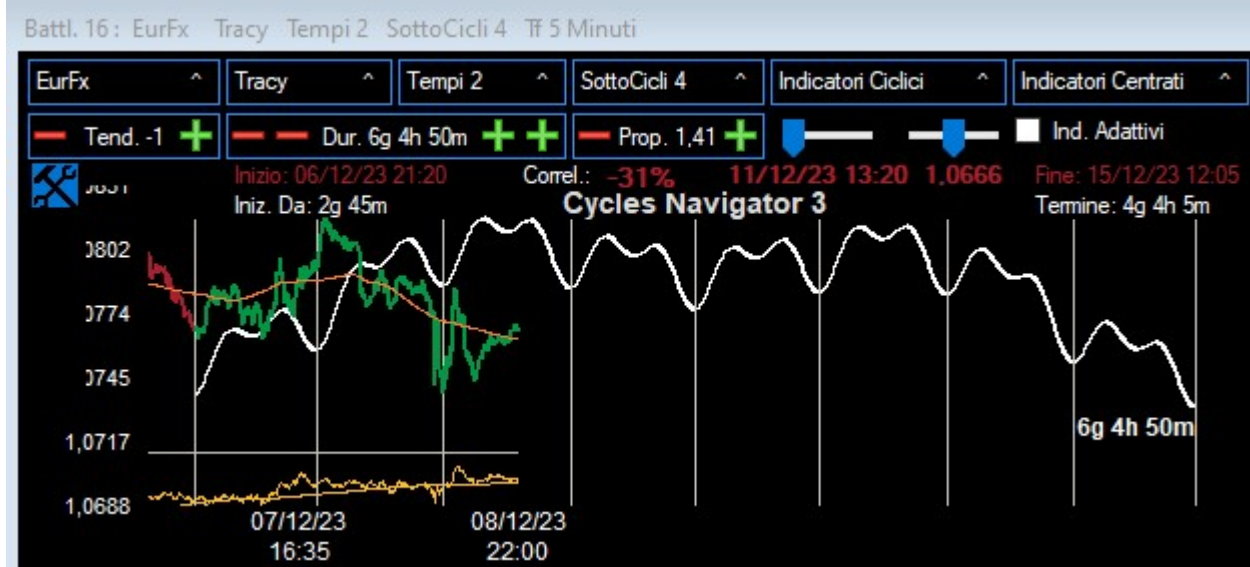 Battl. 16 : EurFx Tracy Tempi 2 SottoCicli 4 Tf 5 Minuti
EurFx ^ Tracy ^ Tempi 2 ^ SottoCicli 4 ^ Indicatori Ciclici ^ Indicatori Centrati ^
Tend. -1 Dur. 6g 4h 50m Prop. 1,41 Ind. Adattivi
Inizio: 06/12/23 21:20 Correl.: -31% 11/12/23 13:20 1,0666 Fine: 15/12/23 12:05
Iniz. Da: 2g 45m Cycles Navigator 3 Termine: 4g 4h 5m
0802
0774
0745
1,0717
6g 4h 50m
1,0688
07/12/23 08/12/23
16:35 22:00